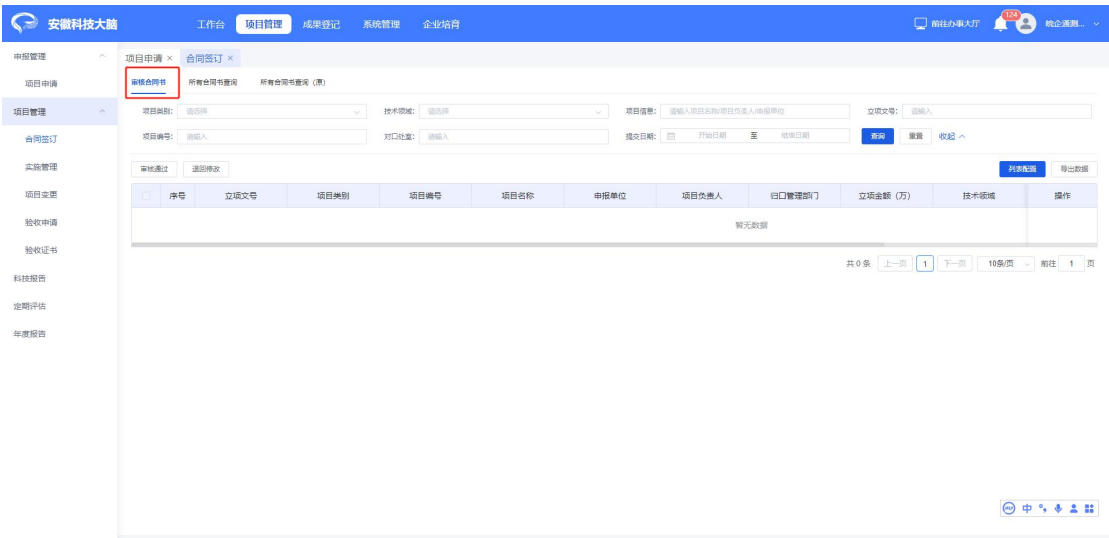 安徽科技大脑 工作台 项目管理 成果登记 系统管理 企业培育 前往办事大厅 124 皖企通测...
申报管理 项目申请 × 合同签订 ×
项目申请 审核合同书 所有合同书查询 所有合同书查询（原）
项目管理 项目类别： 请选择 技术领域： 请选择 项目信息： 请输入项目名称/项目负责人/申报单位 立项文号： 请输入
合同签订 项目编号： 请输入 对口处室： 请输入 提交日期： 开始日期 至 结束日期 查询 重置 收起
实施管理 审核通过 退回修改 列表配置 导出数据
项目变更 序号 立项文号 项目类别 项目编号 项目名称 申报单位 项目负责人 归口管理部门 立项金额（万） 技术领域 操作
验收申请 暂无数据
验收证书
共 0 条 上一页 1 下一页 10条/页 前往 1 页
科技报告
定期评估
年度报告
中